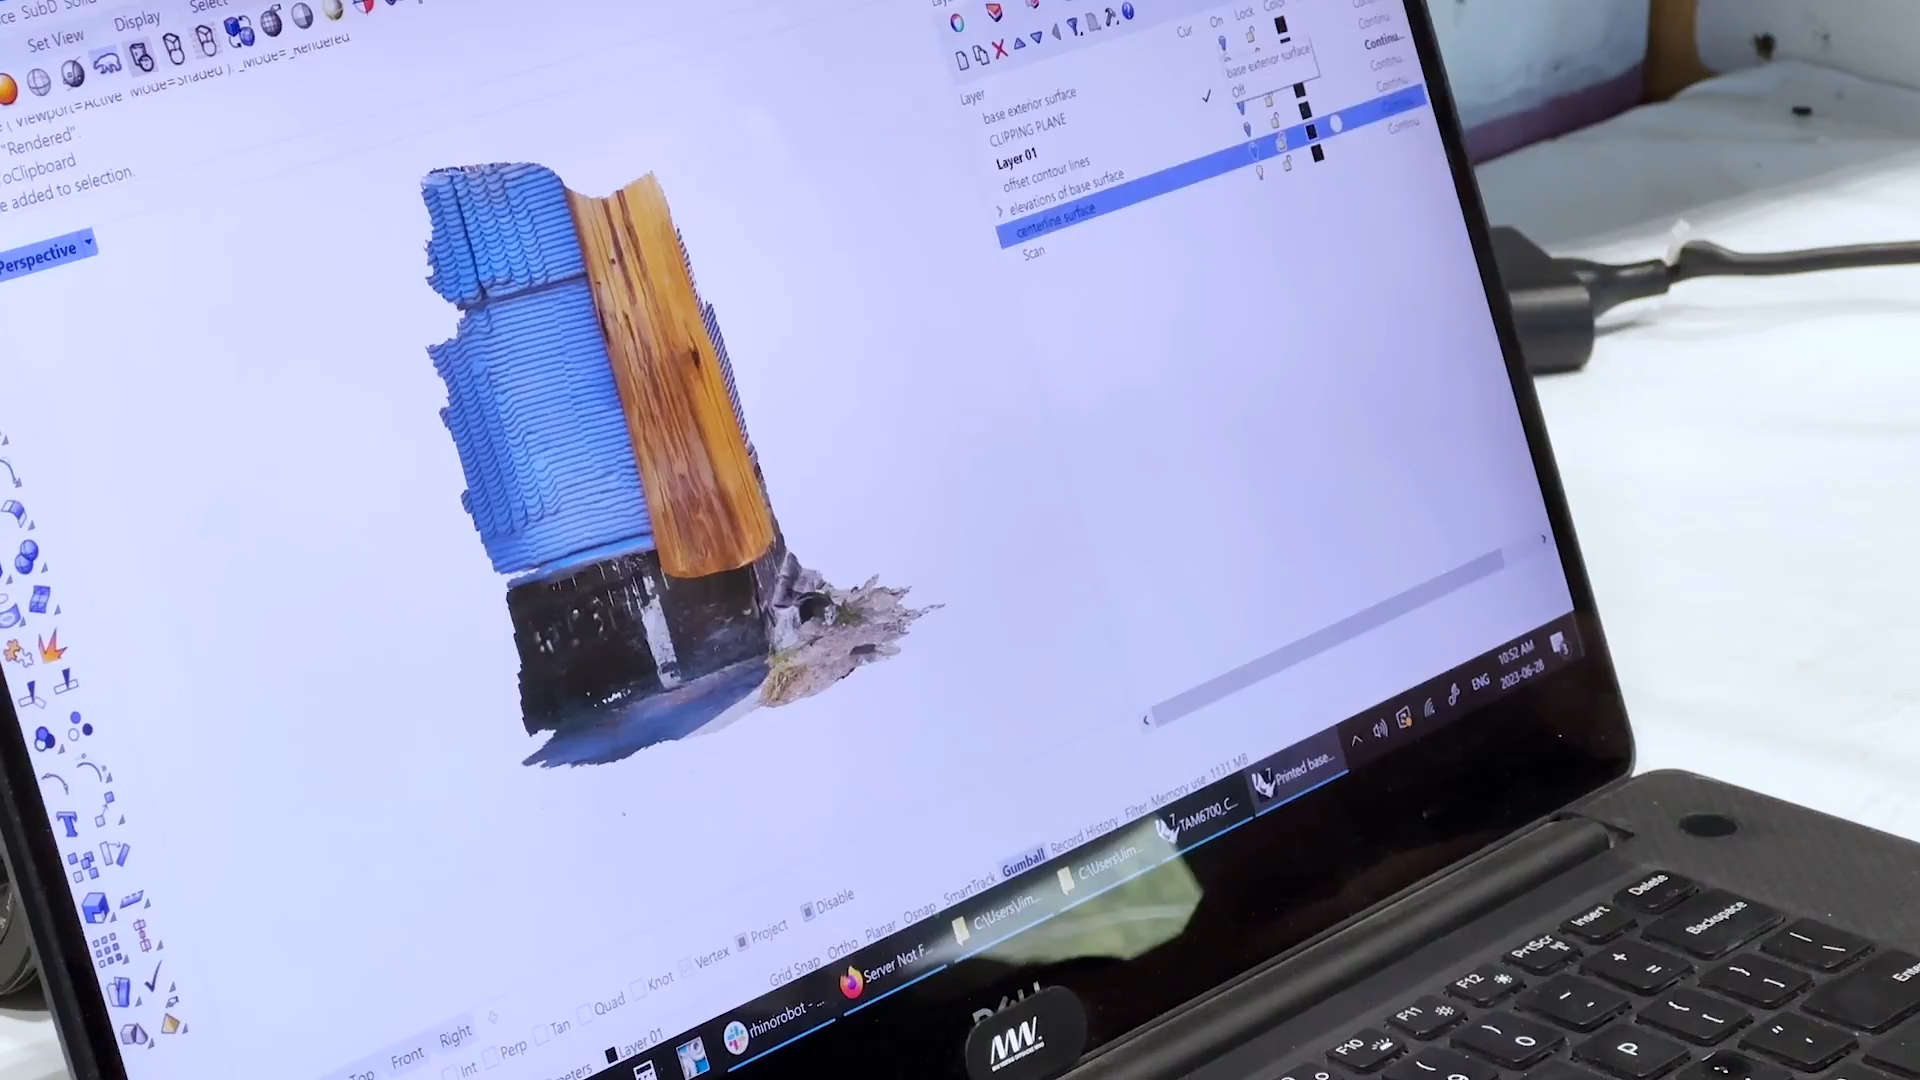 SubD
Select
Set View
Display
Viewport=Active Mode=Shaded ): _Mode=_Rendered
"Rendered".
added to selection.
Perspective
On
Lock
Layer
base exterior surface
CLIPPING PLANE
Layer 01
offset contour lines
elevations of base surface
centerline surface
Scan
base exterior surface
Off
Continu...
Front
Right
Int
Perp
Tan
Quad
Knot
Vertex
Project
Disable
Layer 01
Grid Snap
Ortho
Planar
Osnap
SmartTrack
Gumball
Record History
Filter
Memory use: 1131 MB
rhinorobot - ...
Server Not F...
C:\Users\Jim...
C:\Users\Jim...
TAM6700_C...
Printed base...
ENG
10:52 AM
2023-06-28
3
DELL
Delete
Insert
PrtScr
F12
F11
F10
Backspace
Enter
P